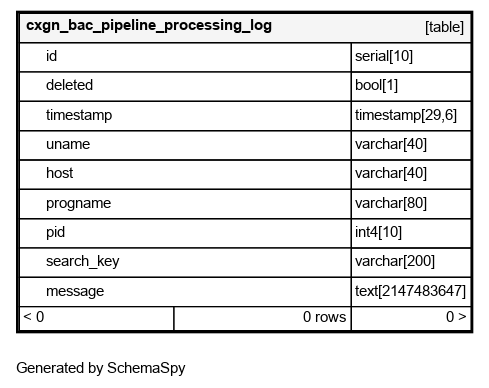 cxgn_bac_pipeline_processing_log [table]
id serial[10]
deleted bool[1]
timestamp timestamp[29,6]
uname varchar[40]
host varchar[40]
progname varchar[80]
pid int4[10]
search_key varchar[200]
message text[2147483647]
< 0 0 rows 0 >
Generated by SchemaSpy